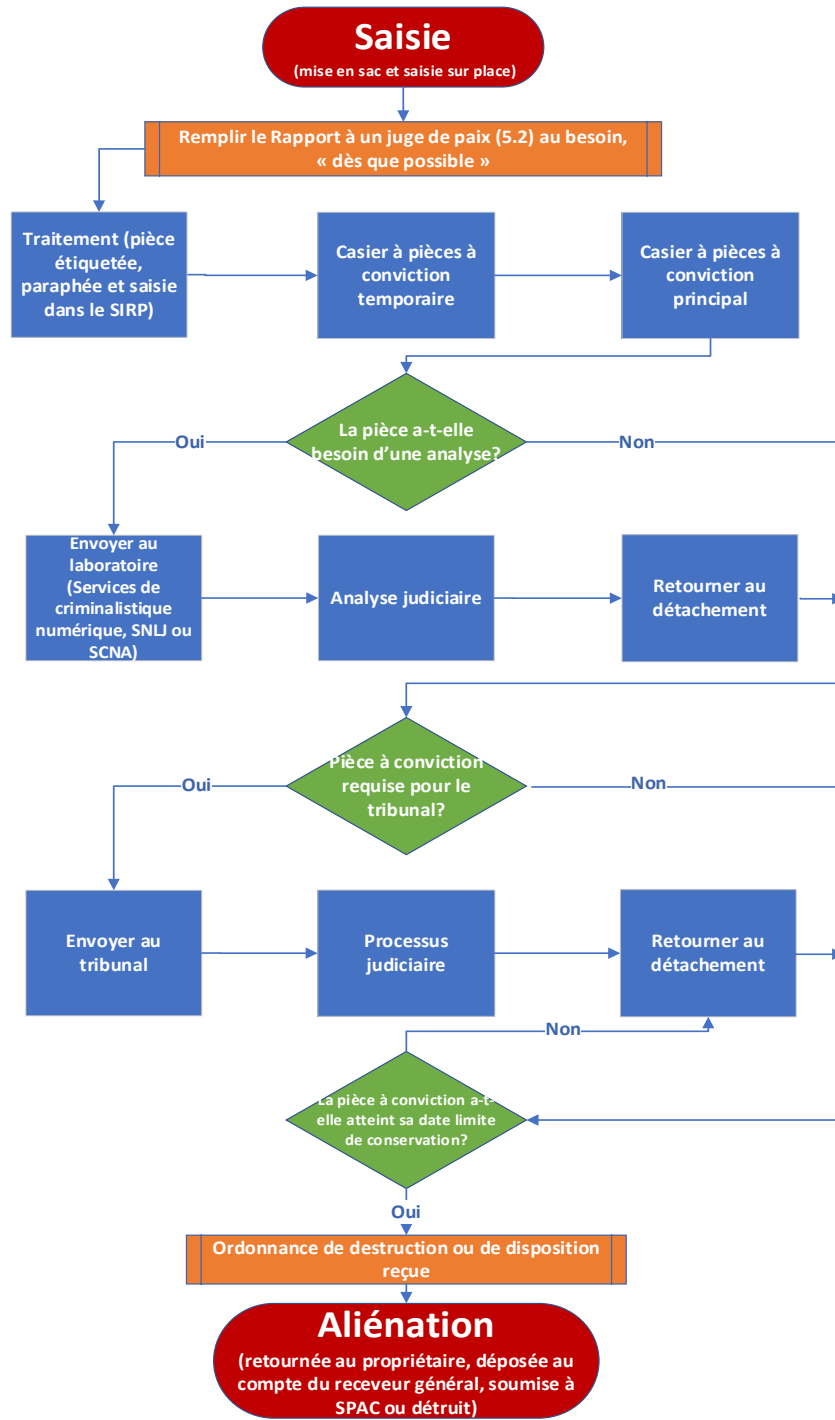 Saisie
(mise en sac et saisie sur place)
Remplir le Rapport à un juge de paix (5.2) au besoin,
« dès que possible »
Traitement (pièce
étiquetée,
paraphée et saisie
dans le SIRP)
Casier à pièces à
conviction
temporaire
Casier à pièces à
conviction
principal
La pièce a-t-elle
besoin d'une analyse?
Oui
Non
Envoyer au
laboratoire
(Services de
criminalistique
numérique, SNLJ ou
SCNA)
Analyse judiciaire
Retourner au
détachement
Pièce à conviction
requise pour le
tribunal?
Oui
Non
Envoyer au
tribunal
Processus
judiciaire
Retourner au
détachement
Non
La pièce à conviction a-t-
elle atteint sa date limite
de conservation?
Oui
Ordonnance de destruction ou de disposition
reçue
Aliénation
(retournée au propriétaire, déposée au
compte du receveur général, soumise à
SPAC ou détruit)